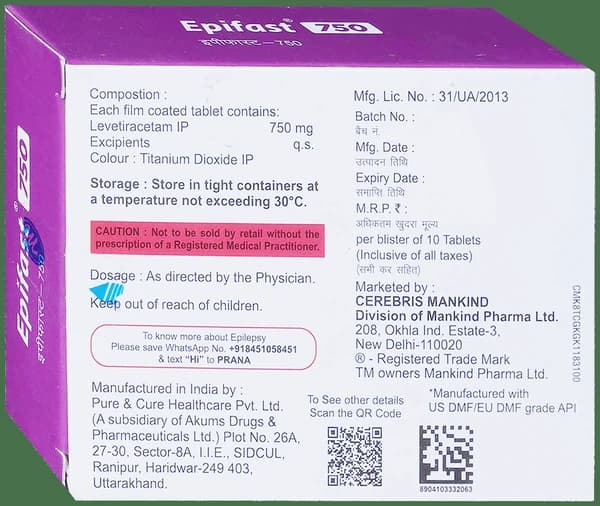 Epifast® 750
इपीफास्ट-750
Epifast® 750
इपीफास्ट-750
Compostion :
Each film coated tablet contains:
Levetiracetam IP 750 mg
Excipients q.s.
Colour : Titanium Dioxide IP
Storage : Store in tight containers at
a temperature not exceeding 30°C.
CAUTION : Not to be sold by retail without the
prescription of a Registered Medical Practitioner.
Dosage : As directed by the Physician.
Keep out of reach of children.
To know more about Epilepsy
Please save WhatsApp No. +918451058451
& text "Hi" to PRANA
Manufactured in India by :
Pure & Cure Healthcare Pvt. Ltd.
(A subsidiary of Akums Drugs &
Pharmaceuticals Ltd.) Plot No. 26A,
27-30, Sector-8A, I.I.E., SIDCUL,
Ranipur, Haridwar-249 403,
Uttarakhand.
Mfg. Lic. No. : 31/UA/2013
Batch No. :
बैच नं.
Mfg. Date :
उत्पादन तिथि
Expiry Date :
समाप्ति तिथि
M.R.P. ₹ :
अधिकतम खुदरा मूल्य
per blister of 10 Tablets
(Inclusive of all taxes)
(सभी कर सहित)
Marketed by :
CEREBRIS MANKIND
Division of Mankind Pharma Ltd.
208, Okhla Ind. Estate-3,
New Delhi-110020
® - Registered Trade Mark
TM owners Mankind Pharma Ltd.
To See other details
Scan the QR Code
*Manufactured with
US DMF/EU DMF grade API
8904103332063
CMK8TCGKGK1183100